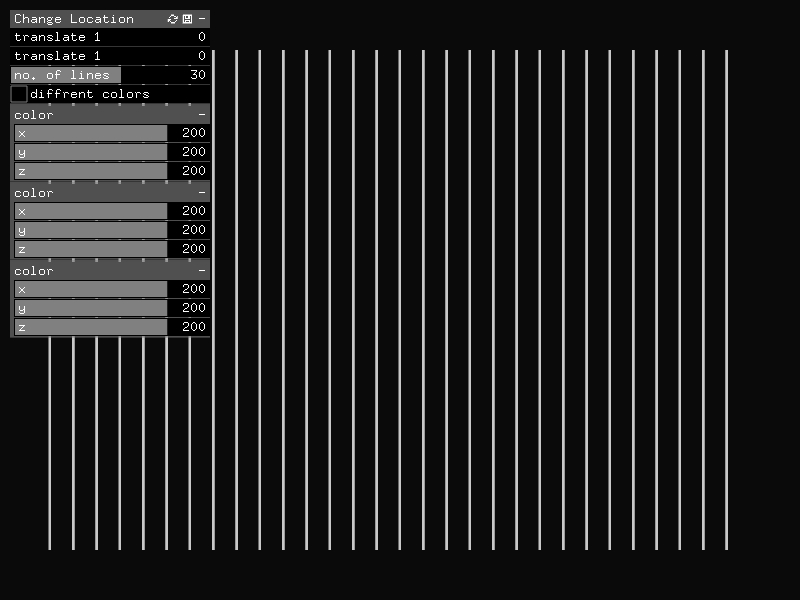 Change Location
translate 1 0
translate 1 0
no. of lines 30
diffrent colors
color
x 200
y 200
z 200
color
x 200
y 200
z 200
color
x 200
y 200
z 200